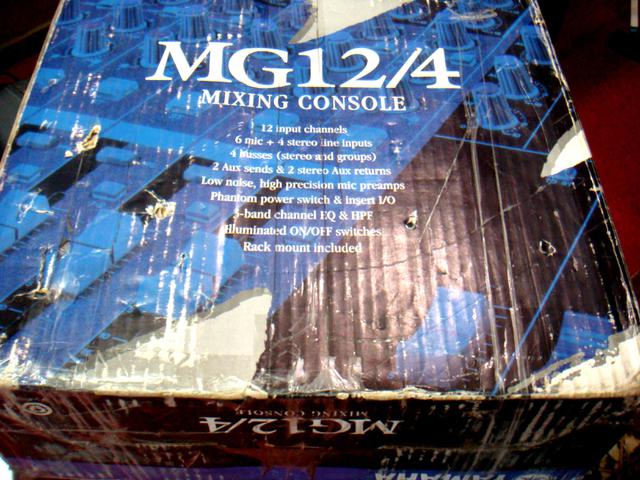 MG12/4
MIXING CONSOLE
12 input channels
6 mic + 4 stereo line inputs
4 busses (stereo and groups)
2 Aux sends & 2 stereo Aux returns
Low noise, high precision mic preamps
Phantom power switch & insert I/O
3-band channel EQ & HPF
Illuminated ON/OFF switches
Rack mount included
MG12/4
MIXING CONSOLE
YAMAHA